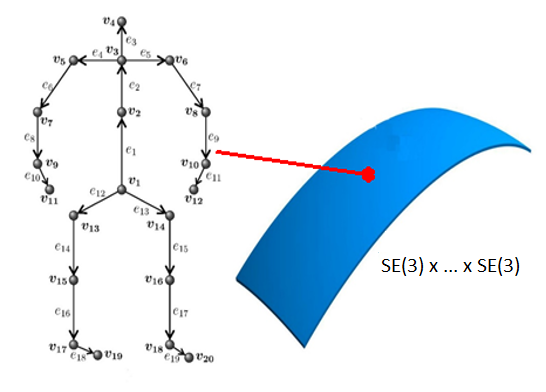 v4
e3
v5 e4 v3 e5 v6
e6 e2 e7
v7 v2 v8
e8 e1 e9
v9 v10
e10 e11
v11 v1 v12
e12 e13
v13 v14
e14 e15
SE(3) x ... x SE(3)
v15 v16
e16 e17
v17 v19 v18 v20
e18 e19